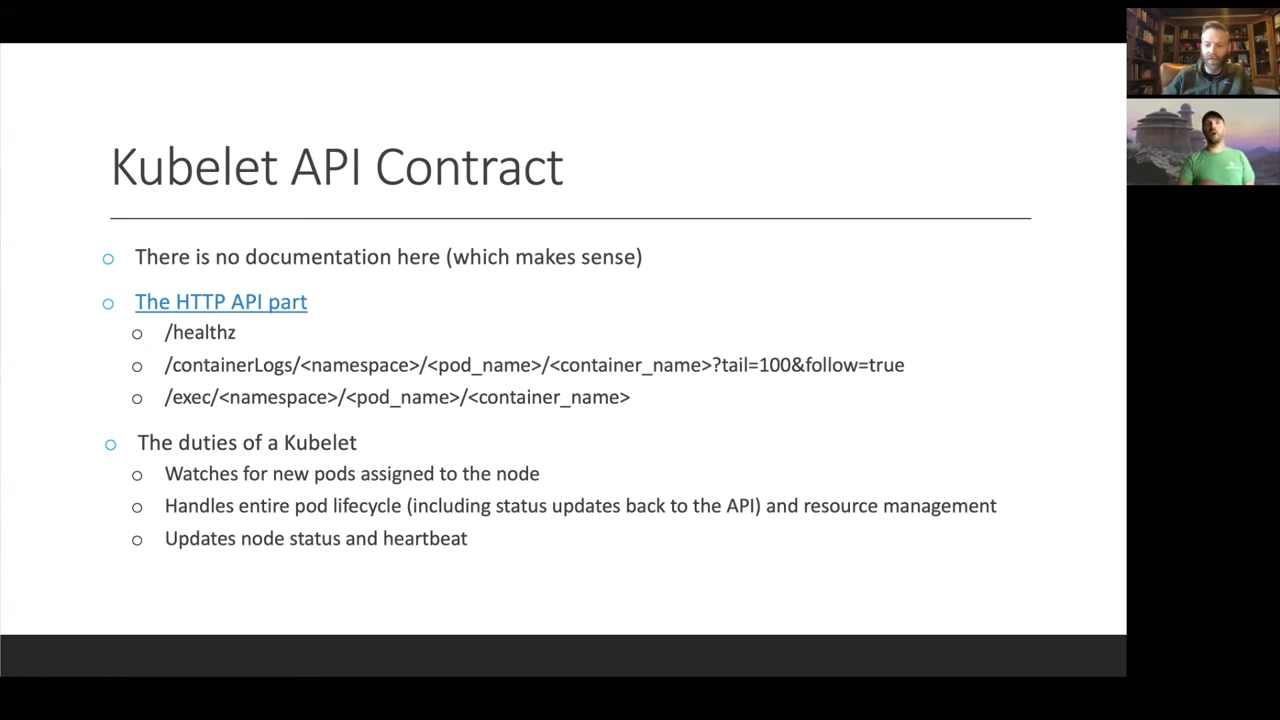 Kubelet API Contract
There is no documentation here (which makes sense)
The HTTP API part
/healthz
/containerLogs/<namespace>/<pod_name>/<container_name>?tail=100&follow=true
/exec/<namespace>/<pod_name>/<container_name>
The duties of a Kubelet
Watches for new pods assigned to the node
Handles entire pod lifecycle (including status updates back to the API) and resource management
Updates node status and heartbeat